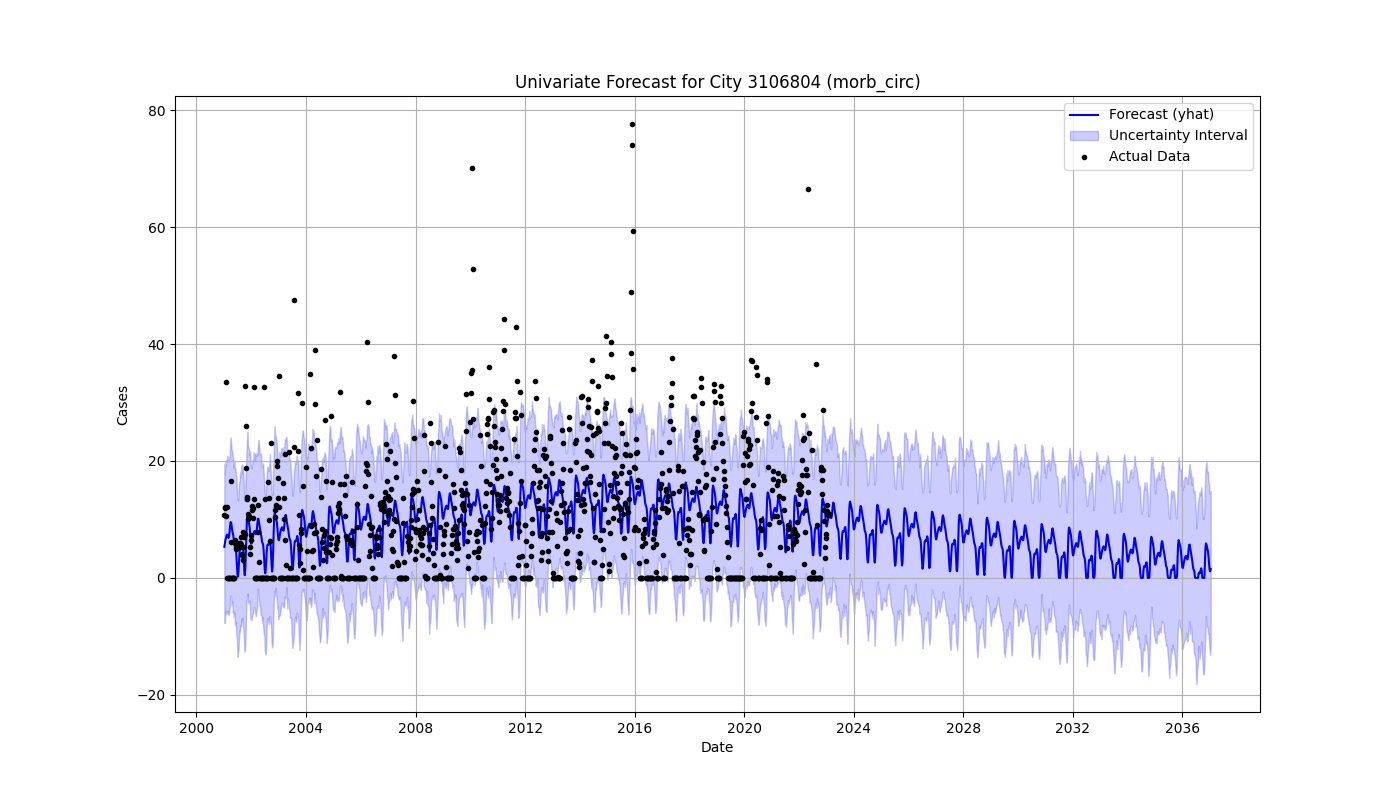 Univariate Forecast for City 3106804 (morb_circ)
Forecast (yhat)
Uncertainty Interval
Actual Data
Cases
80
60
40
20
0
−20
2000 2004 2008 2012 2016 2020 2024 2028 2032 2036
Date